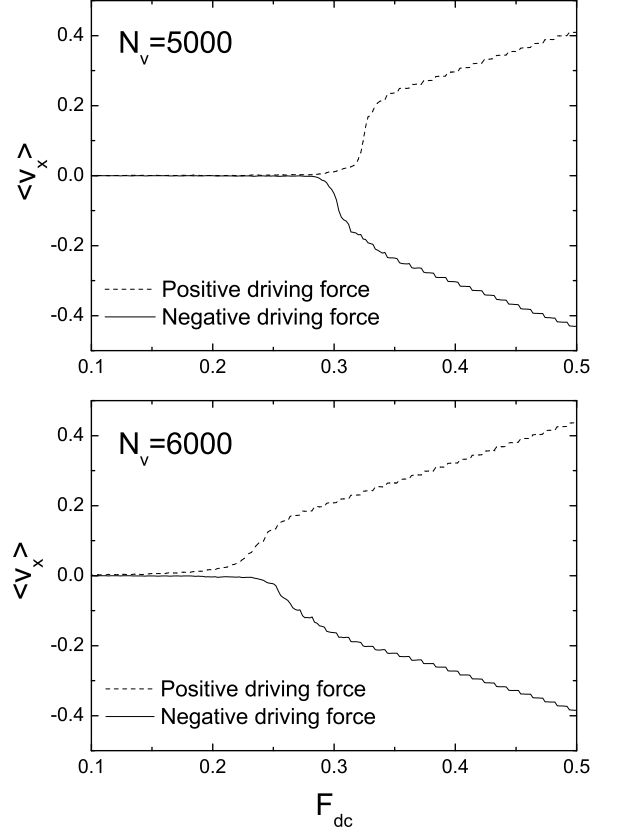 N_v=5000
0.4
0.2
0.0
-0.2
-0.4
<v_x>
Positive driving force
Negative driving force
0.1 0.2 0.3 0.4 0.5
N_v=6000
0.4
0.2
0.0
-0.2
-0.4
<v_x>
Positive driving force
Negative driving force
0.1 0.2 0.3 0.4 0.5
F_dc